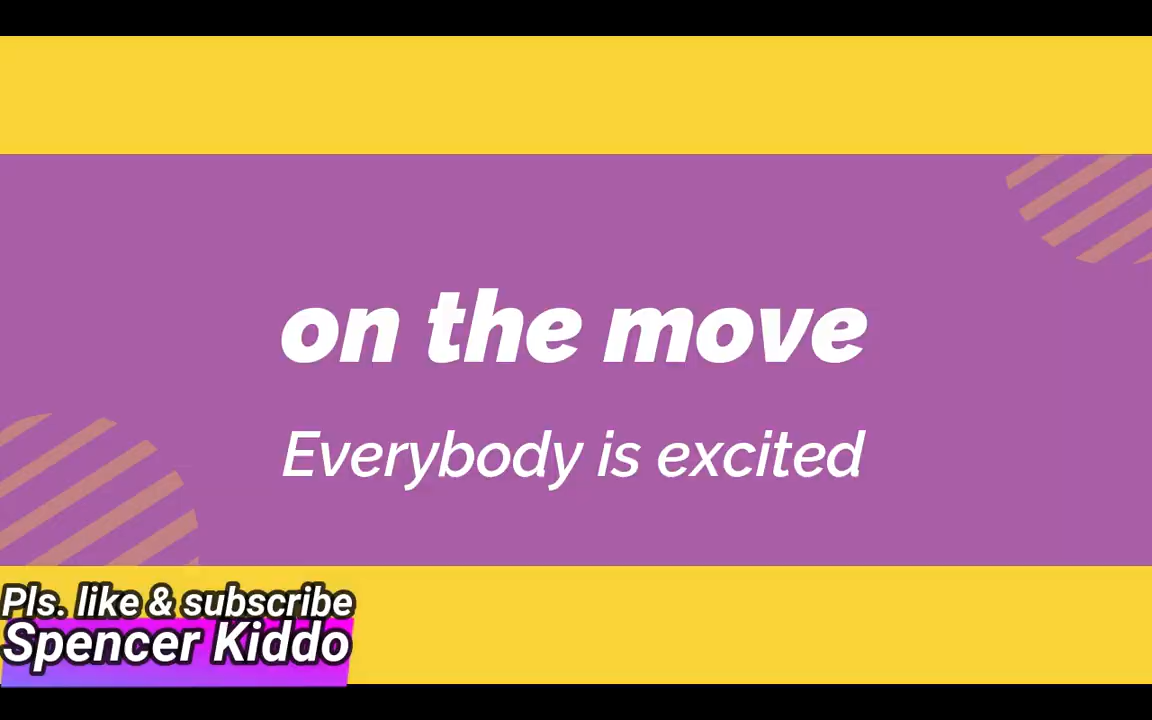 on the move
Everybody is excited
Pls. like & subscribe
Spencer Kiddo